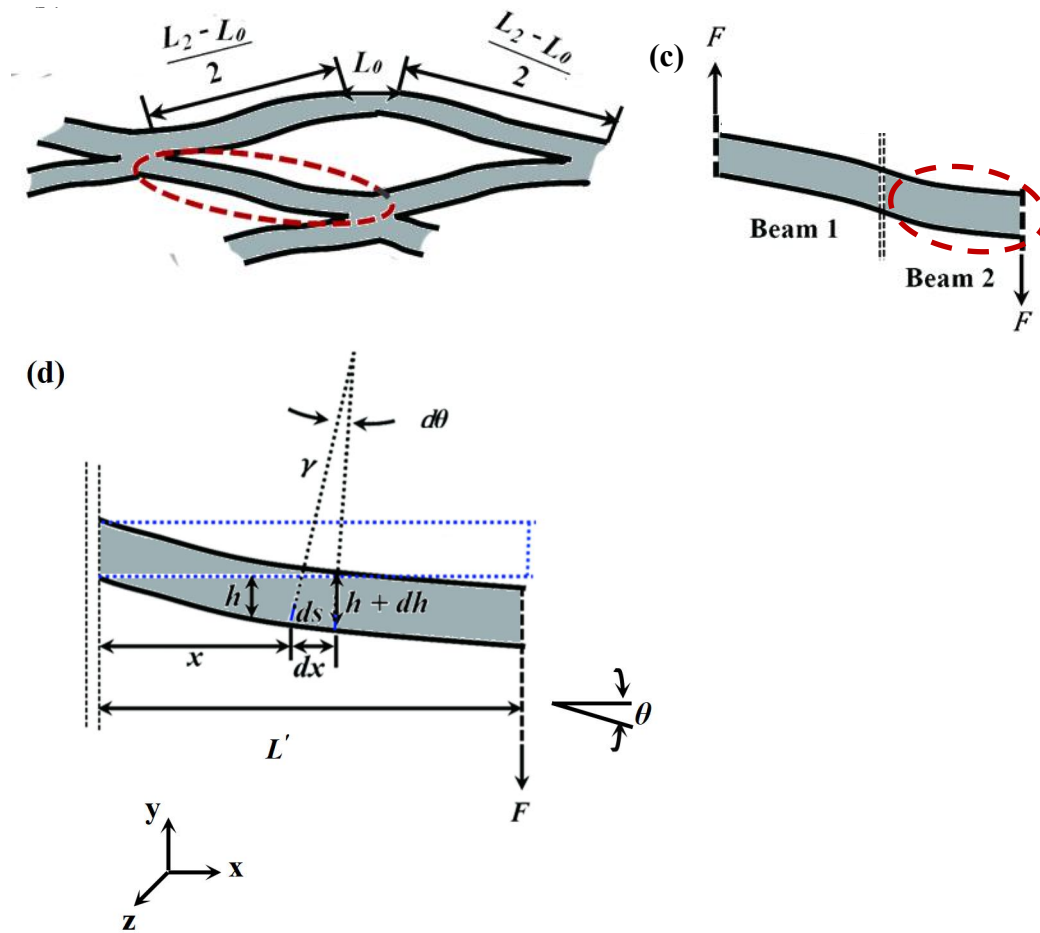 L₂ - L₀
2
L₀
L₂ - L₀
2
(c)
F
Beam 1
Beam 2
F
(d)
dθ
γ
h
ds
h + dh
x
dx
L′
θ
F
y
x
z